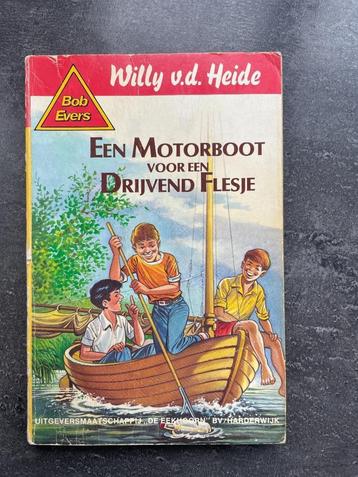 Willy v.d. Heide
Bob
Evers
EEN MOTORBOOT
VOOR EEN
DRIJVEND FLESJE
UITGEVERSMAATSCHAPPIJ „DE EEKHOORN” BV/HARDERWIJK